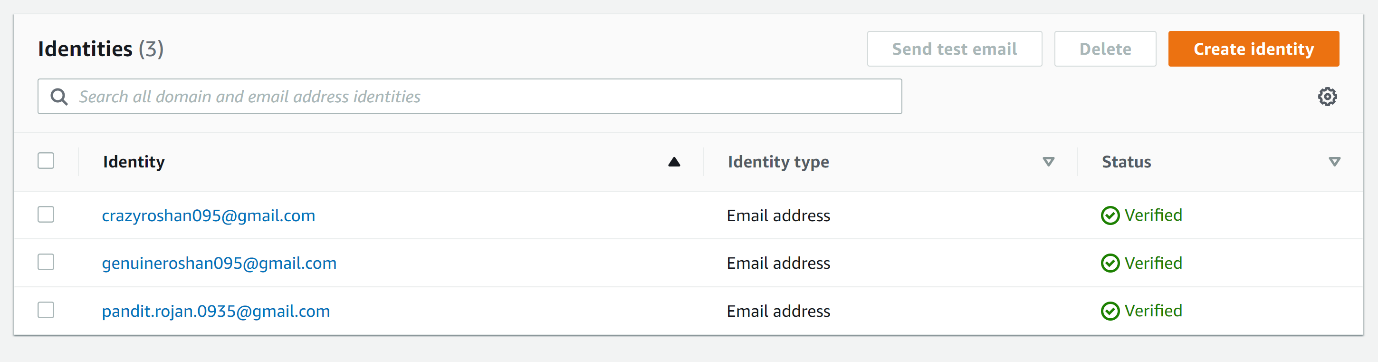 Identities (3)
Send test email
Delete
Create identity
Search all domain and email address identities
Identity
Identity type
Status
crazyroshan095@gmail.com
Email address
Verified
genuineroshan095@gmail.com
Email address
Verified
pandit.rojan.0935@gmail.com
Email address
Verified